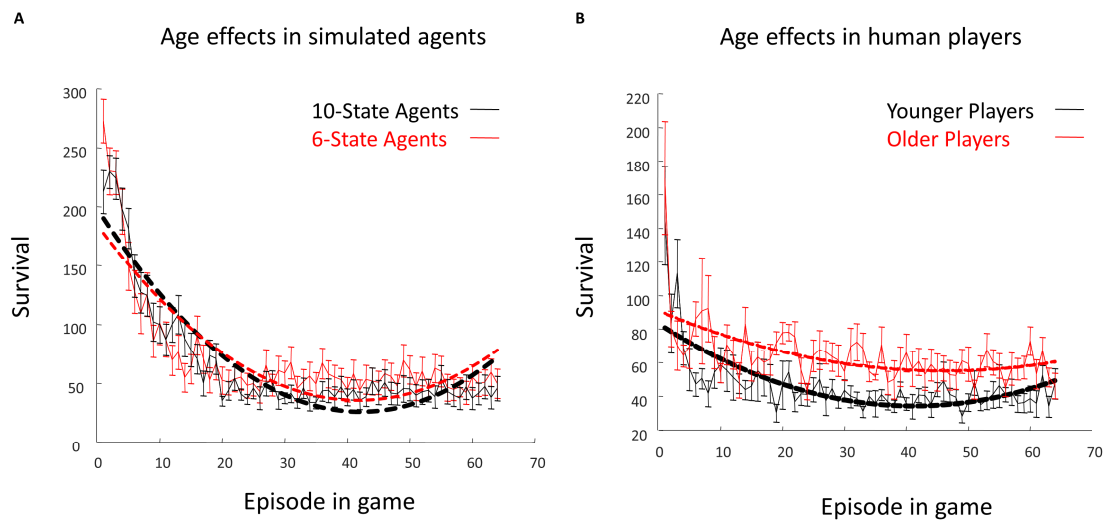 A
Age effects in simulated agents
300
250
200
150
100
50
0
0 10 20 30 40 50 60 70
10-State Agents
6-State Agents
Survival
Episode in game
B
Age effects in human players
220
200
180
160
140
120
100
80
60
40
20
0 10 20 30 40 50 60 70
Younger Players
Older Players
Survival
Episode in game